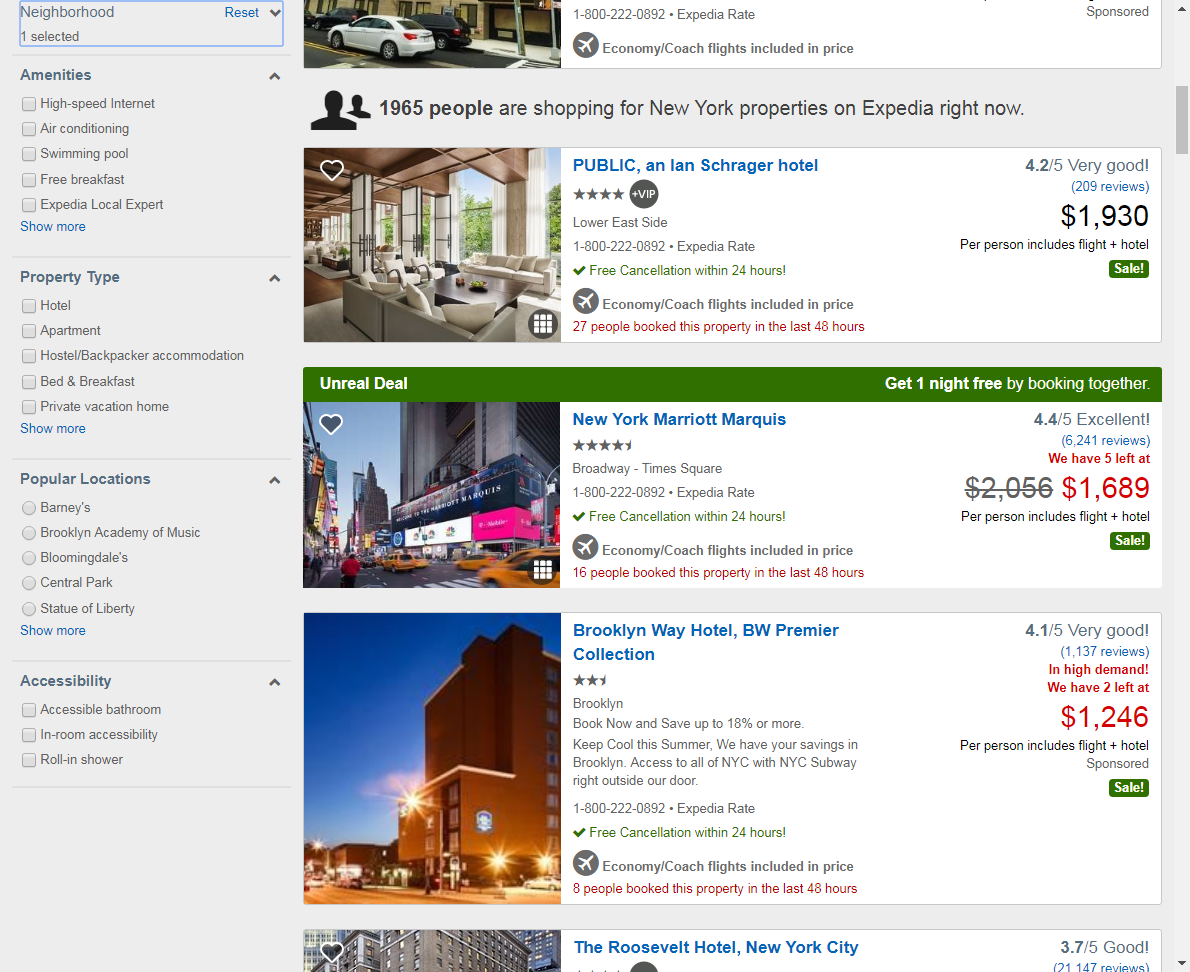 Neighborhood Reset
1 selected
Amenities
High-speed Internet
Air conditioning
Swimming pool
Free breakfast
Expedia Local Expert
Show more
Property Type
Hotel
Apartment
Hostel/Backpacker accommodation
Bed & Breakfast
Private vacation home
Show more
Popular Locations
Barney's
Brooklyn Academy of Music
Bloomingdale's
Central Park
Statue of Liberty
Show more
Accessibility
Accessible bathroom
In-room accessibility
Roll-in shower
1-800-222-0892 • Expedia Rate
Sponsored
Economy/Coach flights included in price
1965 people are shopping for New York properties on Expedia right now.
PUBLIC, an Ian Schrager hotel
+VIP
Lower East Side
1-800-222-0892 • Expedia Rate
Free Cancellation within 24 hours!
Economy/Coach flights included in price
27 people booked this property in the last 48 hours
4.2/5 Very good!
(209 reviews)
$1,930
Per person includes flight + hotel
Sale!
Unreal Deal
Get 1 night free by booking together.
WELCOME TO THE MARRIOTT MARQUIS
T-Mobile
New York Marriott Marquis
Broadway - Times Square
1-800-222-0892 • Expedia Rate
Free Cancellation within 24 hours!
Economy/Coach flights included in price
16 people booked this property in the last 48 hours
4.4/5 Excellent!
(6,241 reviews)
We have 5 left at
$2,056 $1,689
Per person includes flight + hotel
Sale!
Brooklyn Way Hotel, BW Premier
Collection
Brooklyn
Book Now and Save up to 18% or more.
Keep Cool this Summer, We have your savings in
Brooklyn. Access to all of NYC with NYC Subway
right outside our door.
1-800-222-0892 • Expedia Rate
Free Cancellation within 24 hours!
Economy/Coach flights included in price
8 people booked this property in the last 48 hours
4.1/5 Very good!
(1,137 reviews)
In high demand!
We have 2 left at
$1,246
Per person includes flight + hotel
Sponsored
Sale!
The Roosevelt Hotel, New York City
3.7/5 Good!
(21,147 reviews)